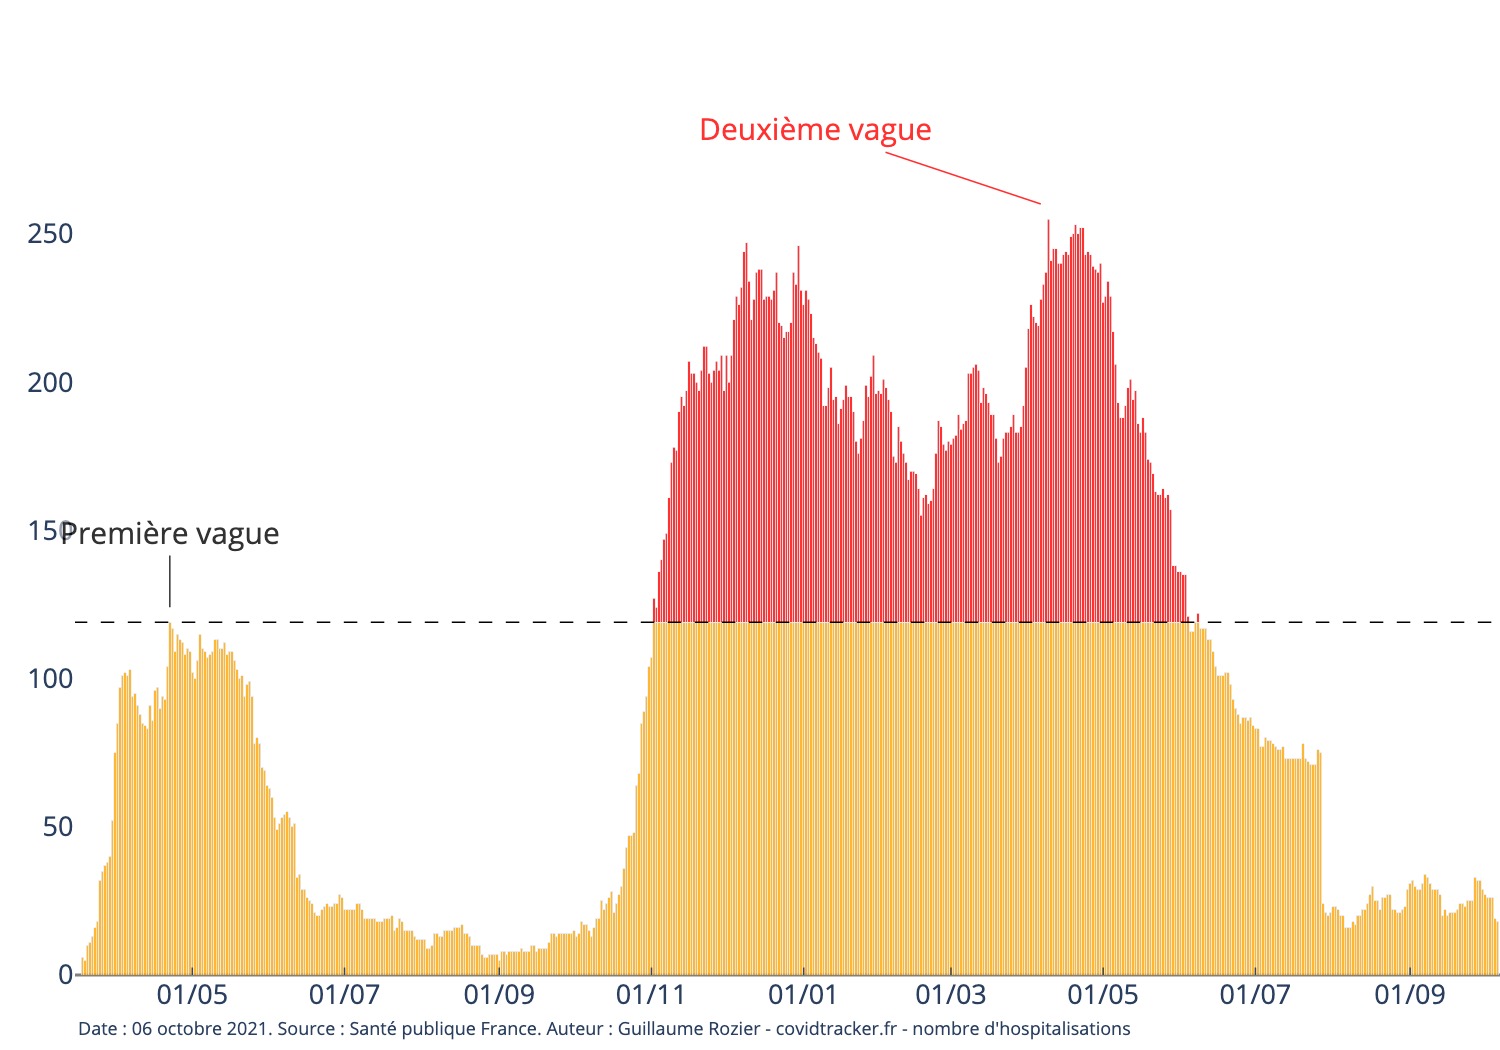 Deuxième vague
250
200
150
Première vague
100
50
0
01/05 01/07 01/09 01/11 01/01 01/03 01/05 01/07 01/09
Date : 06 octobre 2021. Source : Santé publique France. Auteur : Guillaume Rozier - covidtracker.fr - nombre d'hospitalisations